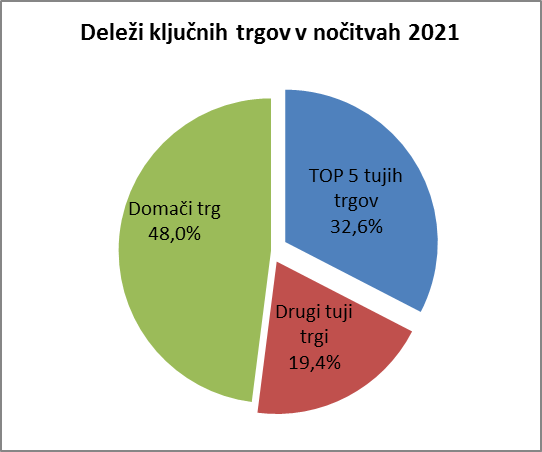 Deleži ključnih trgov v nočitvah 2021
TOP 5 tujih
trgov
32,6%
Domači trg
48,0%
Drugi tuji
trgi
19,4%